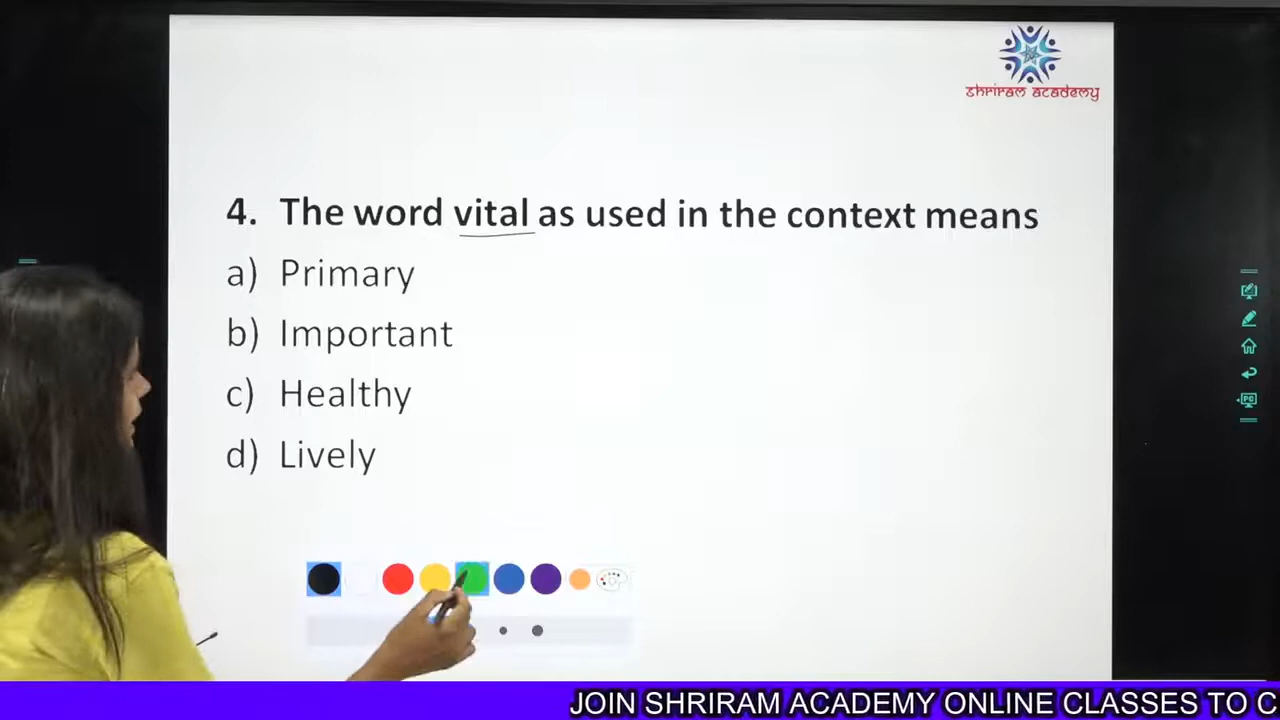 SHRIRAM ACADEMY
4. The word vital as used in the context means
a) Primary
b) Important
c) Healthy
d) Lively
PC
JOIN SHRIRAM ACADEMY ONLINE CLASSES TO C